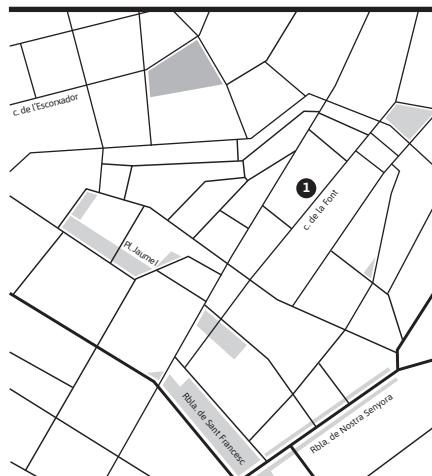 c. de l'Escorxador
1
c. de la Font
Pl. Jaume I
Rbla. de Sant Francesc
Rbla. de Nostra Senyora